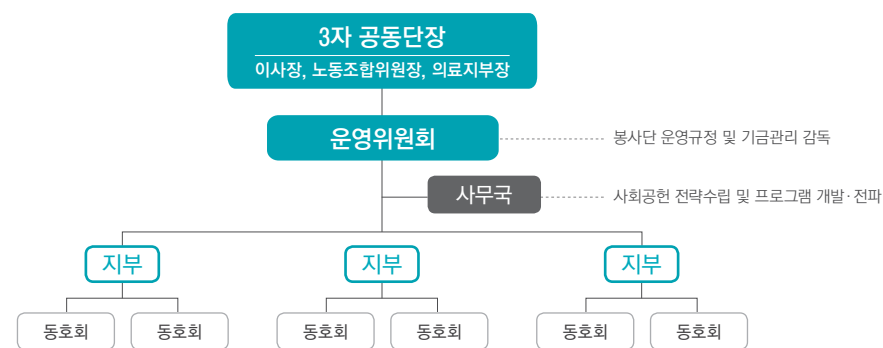 3자 공동단장
이사장, 노동조합위원장, 의료지부장
운영위원회
봉사단 운영규정 및 기금관리 감독
사무국
사회공헌 전략수립 및 프로그램 개발·전파
지부 지부 지부
동호회 동호회 동호회 동호회 동호회 동호회